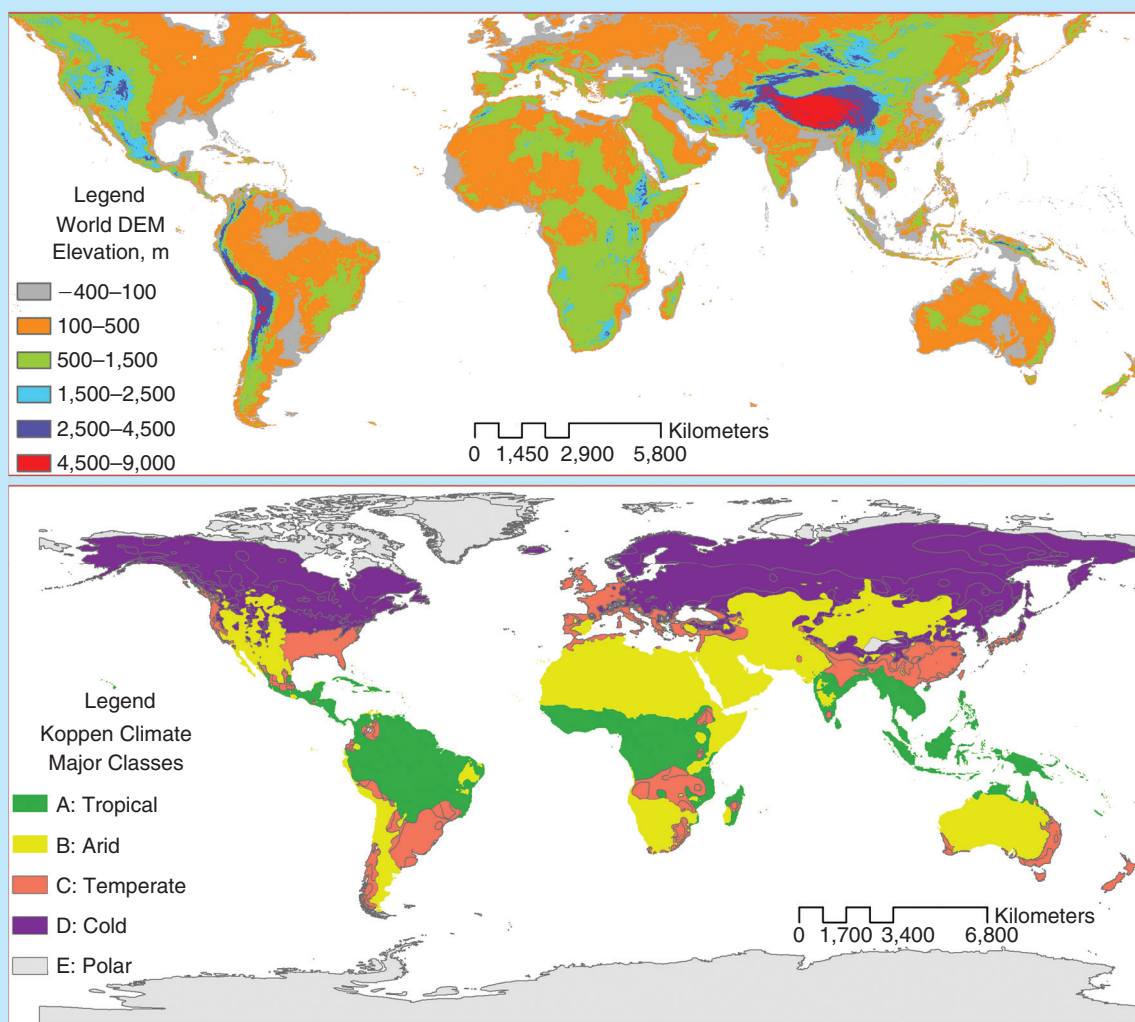 Legend
World DEM
Elevation, m
−400–100
100–500
500–1,500
1,500–2,500
2,500–4,500
4,500–9,000
Kilometers
0 1,450 2,900 5,800
Legend
Koppen Climate
Major Classes
A: Tropical
B: Arid
C: Temperate
D: Cold
E: Polar
Kilometers
0 1,700 3,400 6,800